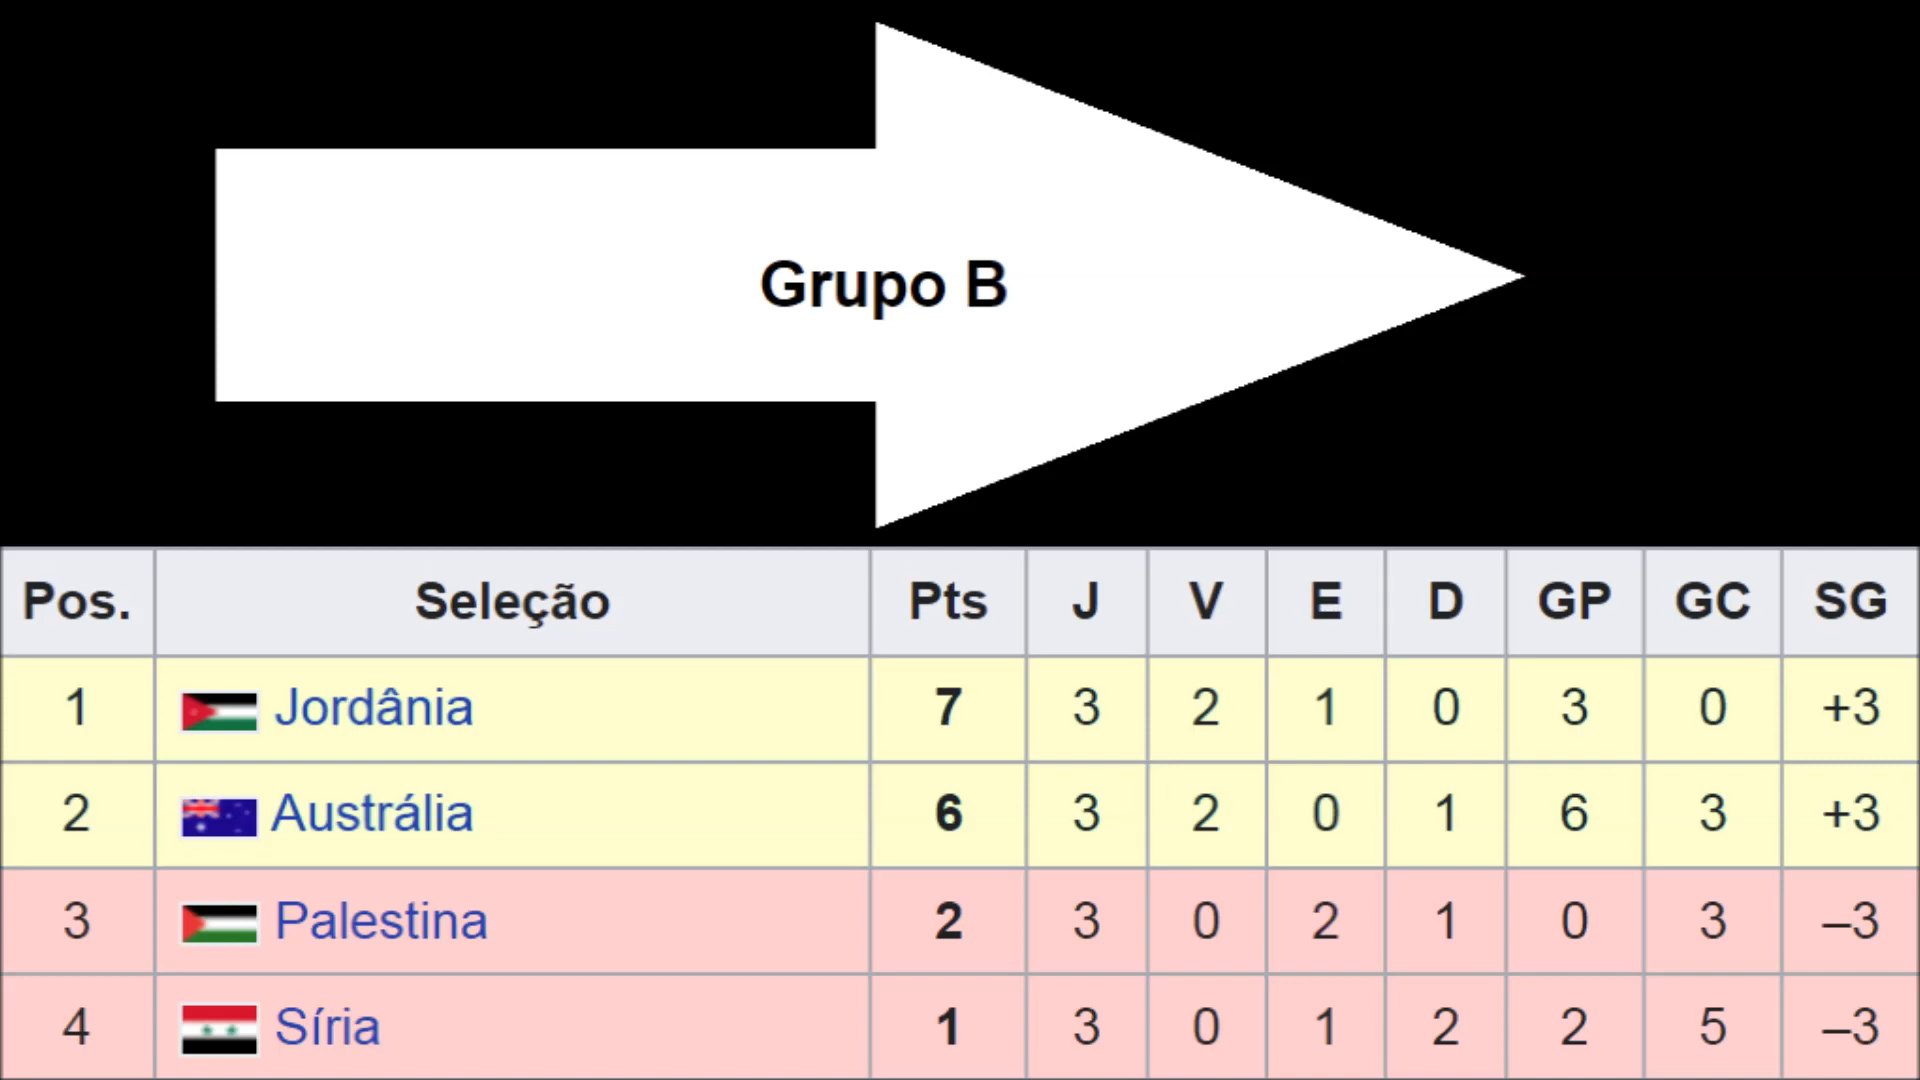 Grupo B
Pos. Seleção Pts J V E D GP GC SG
1 Jordânia 7 3 2 1 0 3 0 +3
2 Austrália 6 3 2 0 1 6 3 +3
3 Palestina 2 3 0 2 1 0 3 –3
4 Síria 1 3 0 1 2 2 5 –3